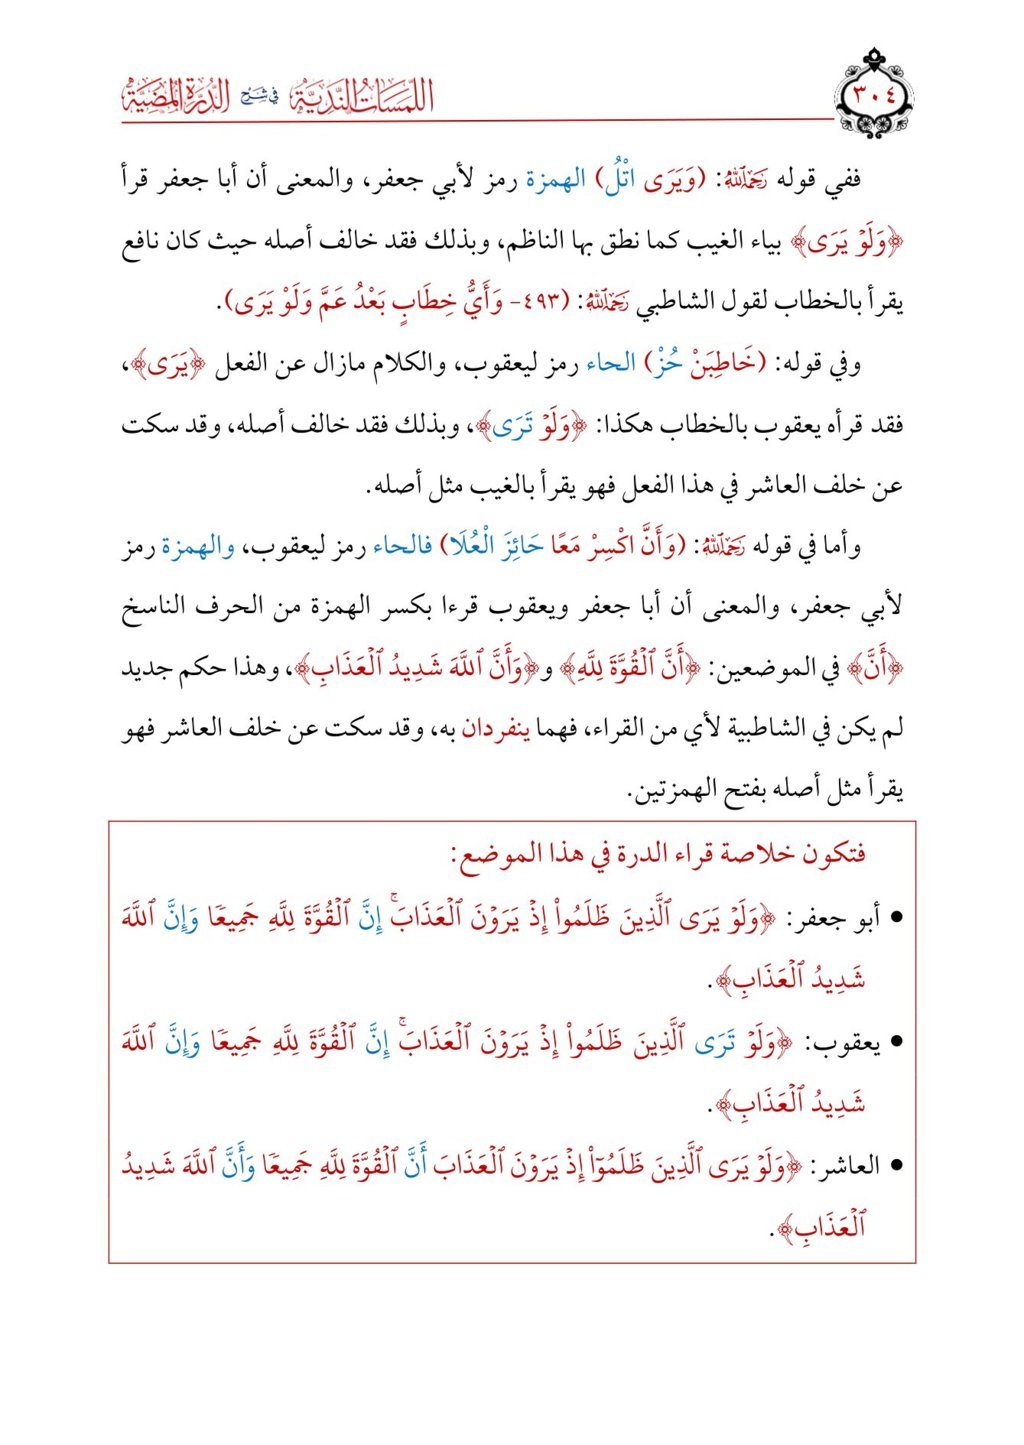 اللمسات الندية في شرح الدرة المضية
٣٠٤
ففي قوله رَحِمَهُ اللَّهُ: (وَيَرَى اتْلُ) الهمزة رمز لأبي جعفر، والمعنى أن أبا جعفر قرأ
﴿وَلَوۡ يَرَى﴾ بياء الغيب كما نطق بها الناظم، وبذلك فقد خالف أصله حيث كان نافع
يقرأ بالخطاب لقول الشاطبي رَحِمَهُ اللَّهُ: (٤٩٣- وَأَيُّ خِطَابٍ بَعْدُ عَمَّ وَلَوْ يَرَى).
وفي قوله: (خَاطِبَنْ حُزْ) الحاء رمز ليعقوب، والكلام مازال عن الفعل ﴿يَرَى﴾،
فقد قرأه يعقوب بالخطاب هكذا: ﴿وَلَوۡ تَرَى﴾، وبذلك فقد خالف أصله، وقد سكت
عن خلف العاشر في هذا الفعل فهو يقرأ بالغيب مثل أصله.
وأما في قوله رَحِمَهُ اللَّهُ: (وَأَنَّ اكْسِرْ مَعًا حَائِزَ الْعُلَا) فالحاء رمز ليعقوب، والهمزة رمز
لأبي جعفر، والمعنى أن أبا جعفر ويعقوب قرءا بكسر الهمزة من الحرف الناسخ
﴿أَنَّ﴾ في الموضعين: ﴿أَنَّ ٱلۡقُوَّةَ لِلَّهِ﴾ و﴿وَأَنَّ ٱللَّهَ شَدِيدُ ٱلۡعَذَابِ﴾، وهذا حكم جديد
لم يكن في الشاطبية لأي من القراء، فهما ينفردان به، وقد سكت عن خلف العاشر فهو
يقرأ مثل أصله بفتح الهمزتين.
فتكون خلاصة قراء الدرة في هذا الموضع:
• أبو جعفر: ﴿وَلَوۡ يَرَى ٱلَّذِينَ ظَلَمُواْ إِذۡ يَرَوۡنَ ٱلۡعَذَابَۚ إِنَّ ٱلۡقُوَّةَ لِلَّهِ جَمِيعٗا وَإِنَّ ٱللَّهَ
شَدِيدُ ٱلۡعَذَابِ﴾.
• يعقوب: ﴿وَلَوۡ تَرَى ٱلَّذِينَ ظَلَمُواْ إِذۡ يَرَوۡنَ ٱلۡعَذَابَۚ إِنَّ ٱلۡقُوَّةَ لِلَّهِ جَمِيعٗا وَإِنَّ ٱللَّهَ
شَدِيدُ ٱلۡعَذَابِ﴾.
• العاشر: ﴿وَلَوۡ يَرَى ٱلَّذِينَ ظَلَمُوٓاْ إِذۡ يَرَوۡنَ ٱلۡعَذَابَ أَنَّ ٱلۡقُوَّةَ لِلَّهِ جَمِيعٗا وَأَنَّ ٱللَّهَ شَدِيدُ
ٱلۡعَذَابِ﴾.